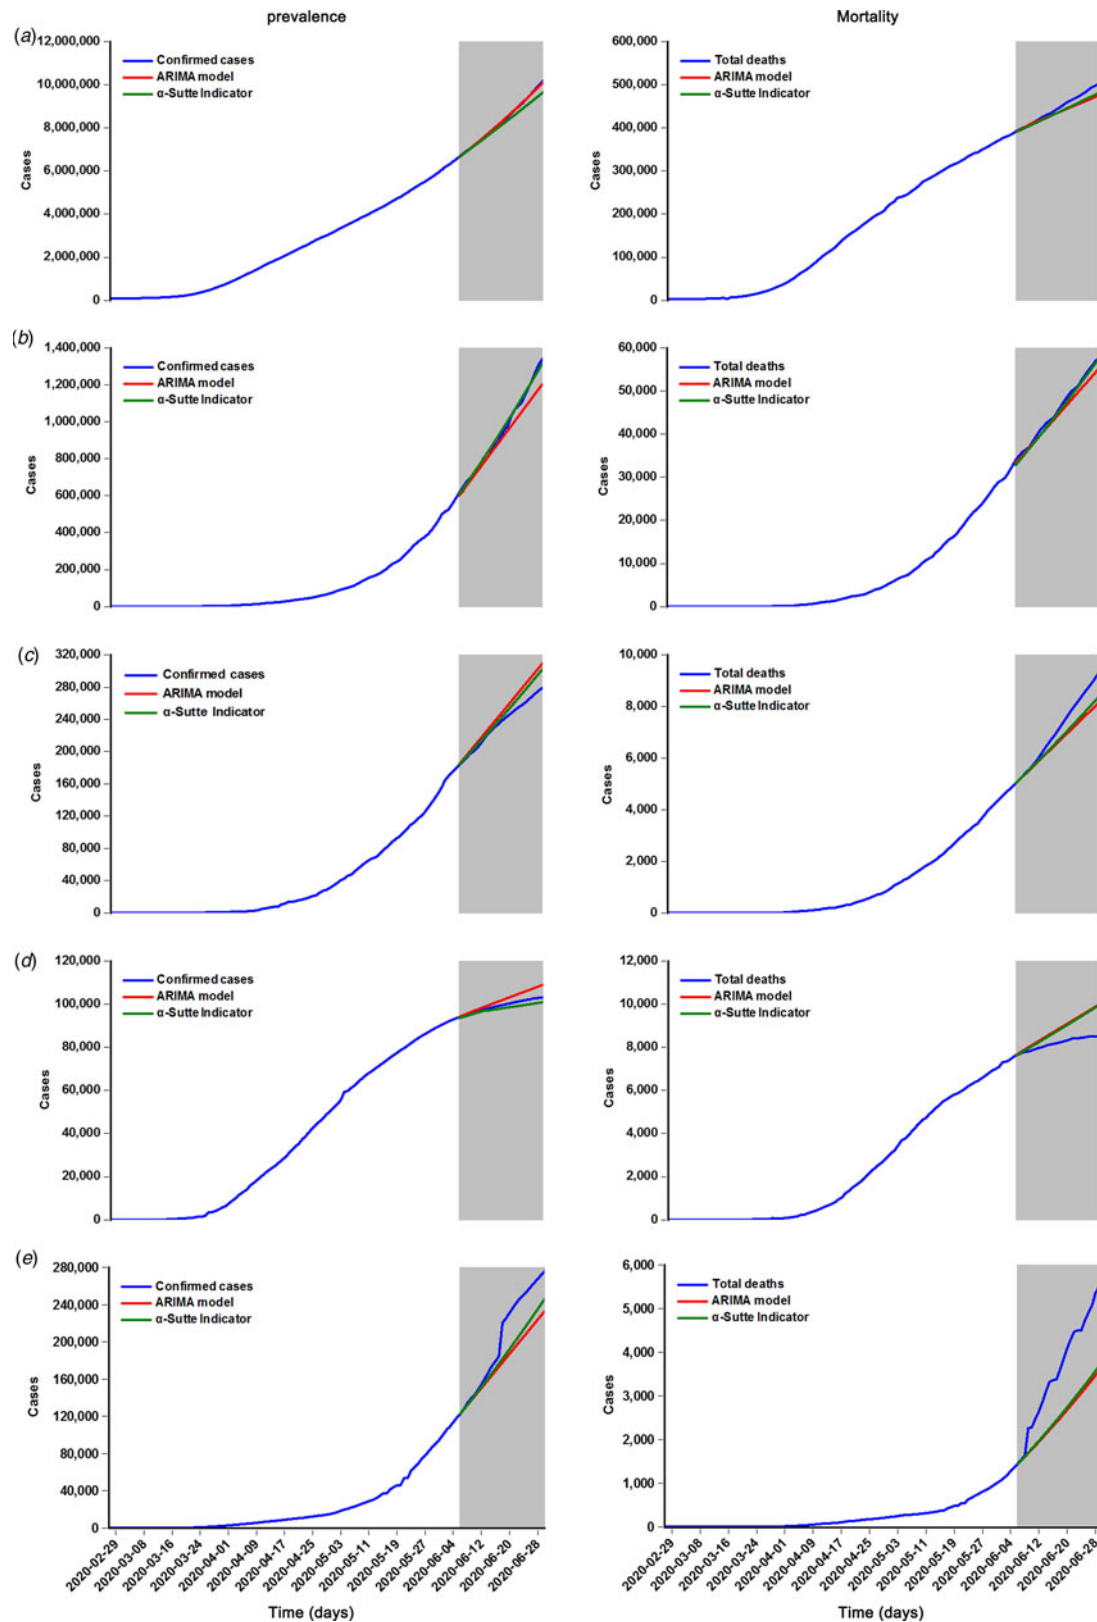 prevalence
Mortality
(a)
12,000,000
10,000,000
8,000,000
6,000,000
4,000,000
2,000,000
0
Cases
Confirmed cases
ARIMA model
α-Sutte Indicator
600,000
500,000
400,000
300,000
200,000
100,000
0
Cases
Total deaths
ARIMA model
α-Sutte Indicator
(b)
1,400,000
1,200,000
1,000,000
800,000
600,000
400,000
200,000
0
Cases
Confirmed cases
ARIMA model
α-Sutte Indicator
60,000
50,000
40,000
30,000
20,000
10,000
0
Cases
Total deaths
ARIMA model
α-Sutte Indicator
(c)
320,000
280,000
240,000
200,000
160,000
120,000
80,000
40,000
0
Cases
Confirmed cases
ARIMA model
α-Sutte Indicator
10,000
8,000
6,000
4,000
2,000
0
Cases
Total deaths
ARIMA model
α-Sutte Indicator
(d)
120,000
100,000
80,000
60,000
40,000
20,000
0
Cases
Confirmed cases
ARIMA model
α-Sutte Indicator
12,000
10,000
8,000
6,000
4,000
2,000
0
Cases
Total deaths
ARIMA model
α-Sutte Indicator
(e)
280,000
240,000
200,000
160,000
120,000
80,000
40,000
0
Cases
Confirmed cases
ARIMA model
α-Sutte Indicator
2020-02-29
2020-03-08
2020-03-16
2020-03-24
2020-04-01
2020-04-09
2020-04-17
2020-04-25
2020-05-03
2020-05-11
2020-05-19
2020-05-27
2020-06-04
2020-06-12
2020-06-20
2020-06-28
Time (days)
6,000
5,000
4,000
3,000
2,000
1,000
0
Cases
Total deaths
ARIMA model
α-Sutte Indicator
2020-02-29
2020-03-08
2020-03-16
2020-03-24
2020-04-01
2020-04-09
2020-04-17
2020-04-25
2020-05-03
2020-05-11
2020-05-19
2020-05-27
2020-06-04
2020-06-12
2020-06-20
2020-06-28
Time (days)